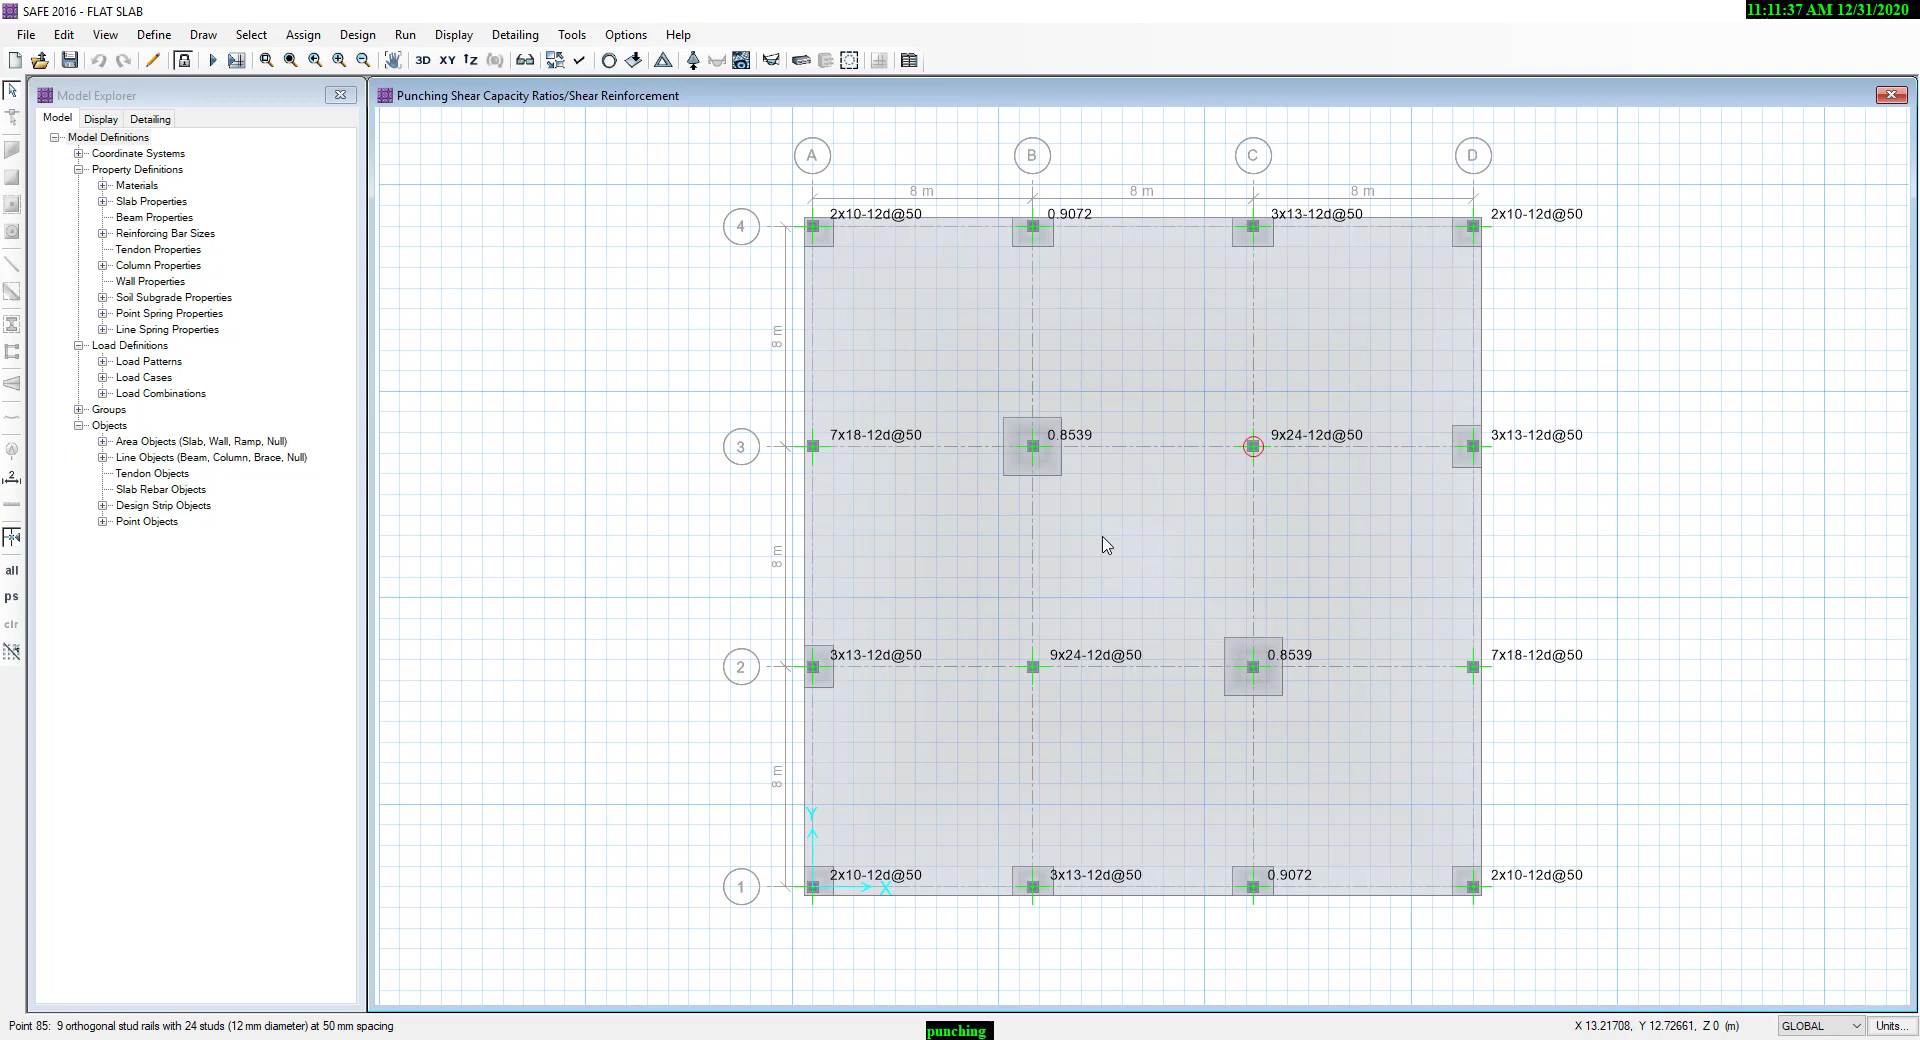 SAFE 2016 - FLAT SLAB
11:11:37 AM 12/31/2020
File Edit View Define Draw Select Assign Design Run Display Detailing Tools Options Help
3D XY
Model Explorer
Punching Shear Capacity Ratios/Shear Reinforcement
Model Display Detailing
Model Definitions
Coordinate Systems
Property Definitions
Materials
Slab Properties
Beam Properties
Reinforcing Bar Sizes
Tendon Properties
Column Properties
Wall Properties
Soil Subgrade Properties
Point Spring Properties
Line Spring Properties
Load Definitions
Load Patterns
Load Cases
Load Combinations
Groups
Objects
Area Objects (Slab, Wall, Ramp, Null)
Line Objects (Beam, Column, Brace, Null)
Tendon Objects
Slab Rebar Objects
Design Strip Objects
Point Objects
all
ps
clr
A B C D
8 m 8 m 8 m
4 2x10-12d@50 0.9072 3x13-12d@50 2x10-12d@50
8 m
3 7x18-12d@50 0.8539 9x24-12d@50 3x13-12d@50
8 m
2 3x13-12d@50 9x24-12d@50 0.8539 7x18-12d@50
8 m
Y
1 2x10-12d@50 3x13-12d@50 0.9072 2x10-12d@50
X
Point 85: 9 orthogonal stud rails with 24 studs (12 mm diameter) at 50 mm spacing
punching
X 13.21708, Y 12.72661, Z 0 (m)
GLOBAL
Units...